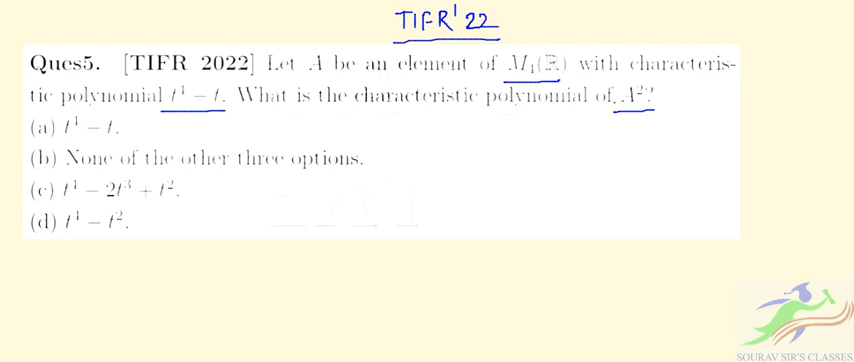 TIFR'22
Ques5. [TIFR 2022] Let A be an element of M₄(ℝ) with characteris-
tic polynomial t⁴ − t. What is the characteristic polynomial of A²?
(a) t⁴ − t.
(b) None of the other three options.
(c) t⁴ − 2t³ + t².
(d) t⁴ − t².
SOURAV SIR'S CLASSES